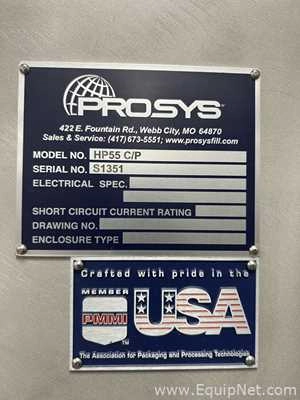 PROSYS
422 E. Fountain Rd., Webb City, MO 64870
Sales & Service: (417) 673-5551; www.prosysfill.com
MODEL NO. HP55 C/P
SERIAL NO. S1351
ELECTRICAL SPEC.
SHORT CIRCUIT CURRENT RATING
DRAWING NO.
ENCLOSURE TYPE
Crafted with pride in the
MEMBER
PMMI
TM
USA
The Association for Packaging and Processing Technologies
www.EquipNet.com